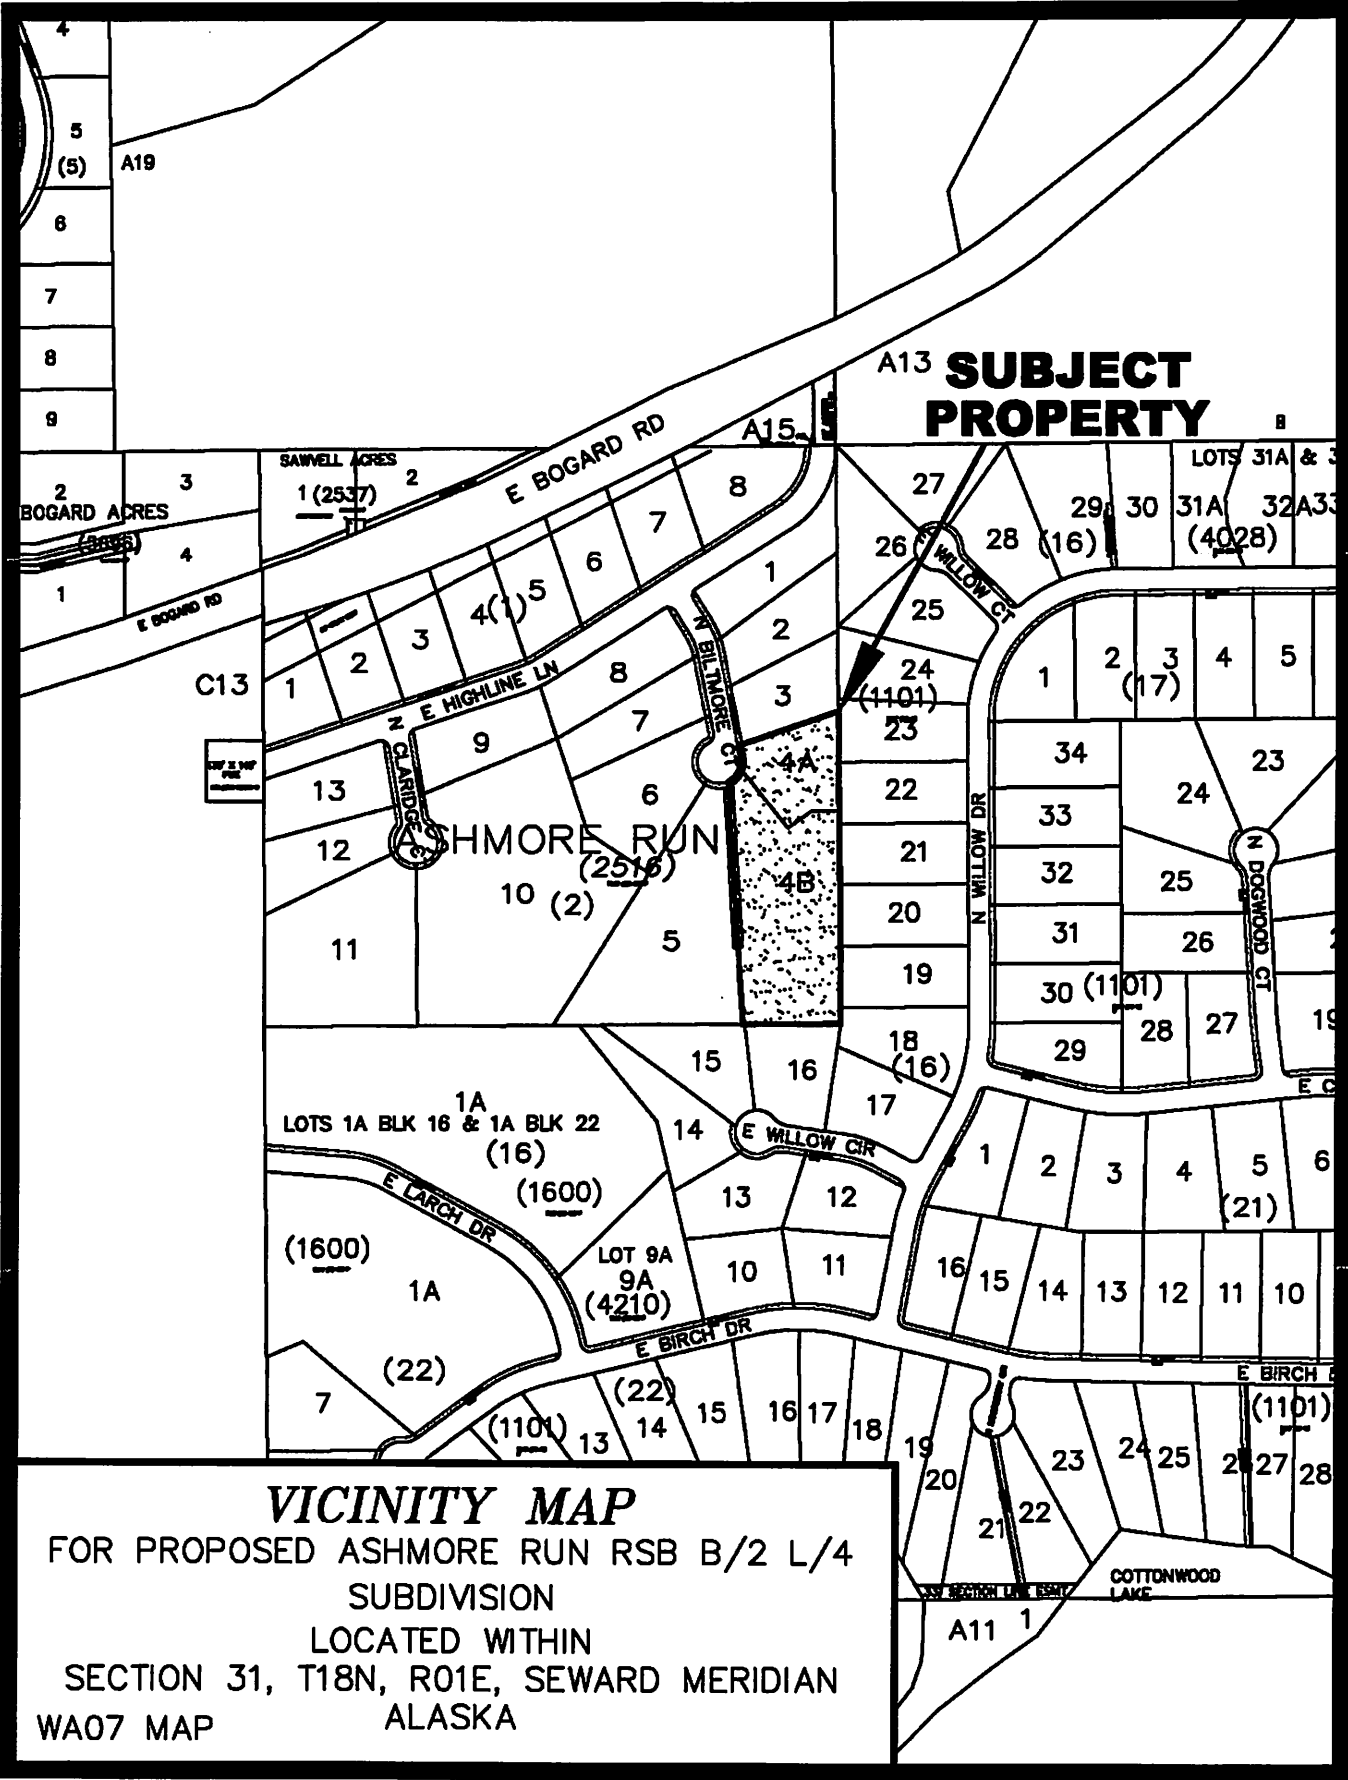 4
5
(5)
A19
6
7
8
9
A13
SUBJECT
PROPERTY
A15
E BOGARD RD
SAWVELL ACRES
1 (2537)
2
2
3
BOGARD ACRES
4
1
E BOGARD RD
C13
1
2
3
4(1)
5
6
7
8
E HIGHLINE LN
N CLARIDGE
N BILTMORE CT
1
2
3
4A
4B
8
7
9
6
13
12
ASHMORE RUN
(2516)
10 (2)
11
5
27
26
WILLOW CT
28
(16)
29
30
31A
32A
33
LOTS 31A & 3
(4028)
25
24
(1101)
23
22
21
20
19
18
(16)
17
N WILLOW DR
1
2
3
(17)
4
5
34
33
32
31
30 (1101)
29
24
23
25
26
28
27
19
N DOGWOOD CT
E C
15
16
14
E WILLOW CIR
13
12
10
11
1A
LOTS 1A BLK 16 & 1A BLK 22
(16)
(1600)
E LARCH DR
(1600)
1A
(22)
7
LOT 9A
9A
(4210)
E BIRCH DR
1
2
3
4
5
6
(21)
16
15
14
13
12
11
10
E BIRCH
(1101)
(1101)
13
(22)
14
15
16
17
18
19
20
21
22
23
24
25
27
28
33' SECTION LINE ESMT
COTTONWOOD
LAKE
A11
1
VICINITY MAP
FOR PROPOSED ASHMORE RUN RSB B/2 L/4
SUBDIVISION
LOCATED WITHIN
SECTION 31, T18N, R01E, SEWARD MERIDIAN
ALASKA
WA07 MAP